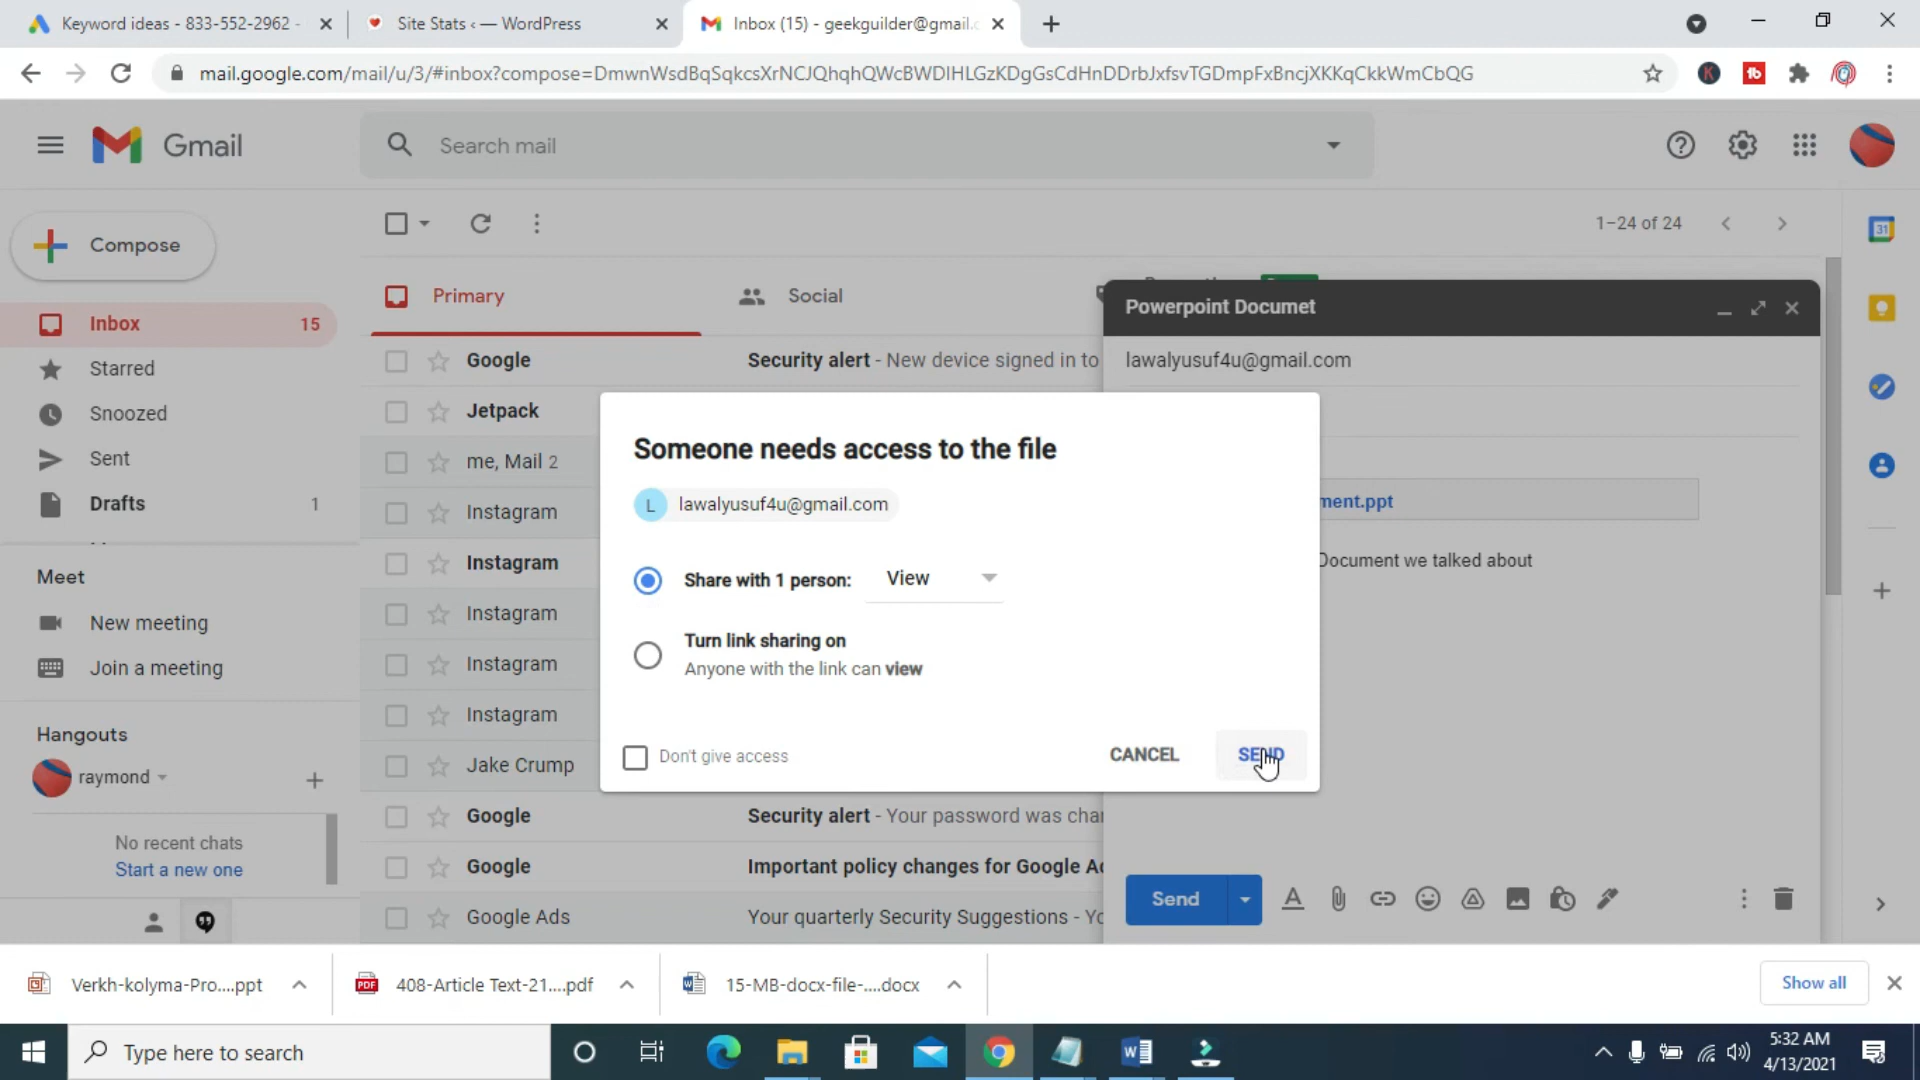 Keyword ideas - 833-552-2962 -
Site Stats ‹ — WordPress
Inbox (15) - geekguilder@gmail.c
mail.google.com/mail/u/3/#inbox?compose=DmwnWsdBqSqkcsXrNCJQhqhQWcBWDlHLGzKDgGsCdHnDDrbJxfsvTGDmpFxBncjXKKqCkkWmCbQG
Gmail
Search mail
Compose
1–24 of 24
Primary
Social
Inbox 15
Starred
Snoozed
Sent
Drafts 1
Meet
New meeting
Join a meeting
Hangouts
raymond
No recent chats
Start a new one
Google Security alert - New device signed in to
Jetpack
me, Mail 2
Instagram
Instagram
Instagram
Instagram
Instagram
Jake Crump
Google Security alert - Your password was char
Google Important policy changes for Google Ad
Google Ads Your quarterly Security Suggestions - Yo
Powerpoint Documet
lawalyusuf4u@gmail.com
ment.ppt
Document we talked about
Send
Someone needs access to the file
L lawalyusuf4u@gmail.com
Share with 1 person: View
Turn link sharing on
Anyone with the link can view
Don't give access
CANCEL
SEND
31
Verkh-kolyma-Pro....ppt
PDF 408-Article Text-21....pdf
15-MB-docx-file-....docx
Show all
Type here to search
5:32 AM
4/13/2021